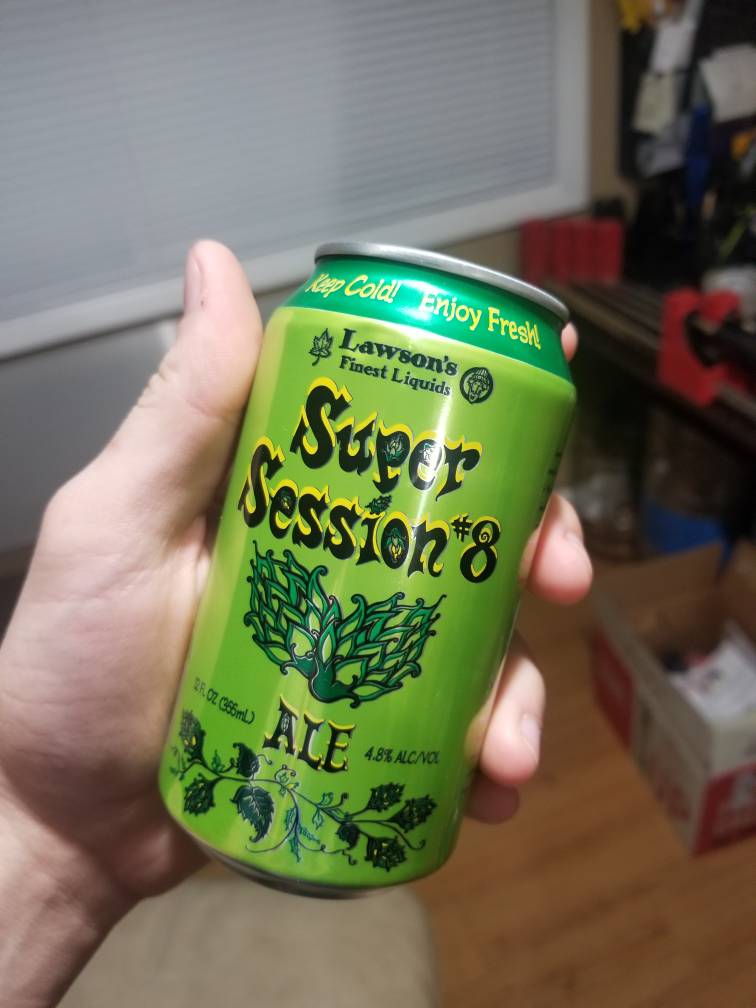 Keep Cold! Enjoy Fresh!
Lawson's
Finest Liquids
Super
Session #8
12 FL OZ (355mL)
ALE
4.8% ALC/VOL